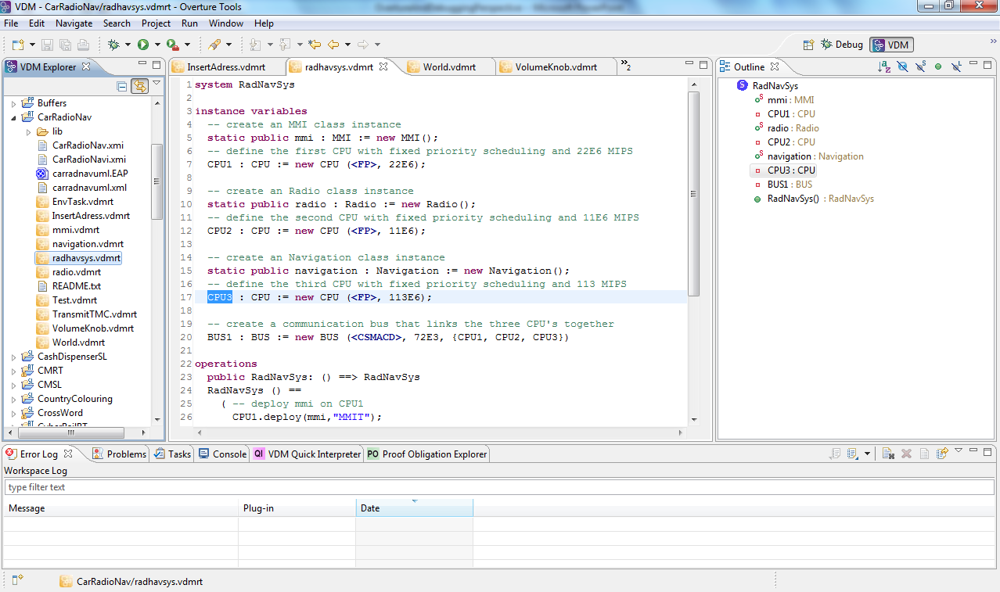 VDM - CarRadioNav/radhavsys.vdmrt - Overture Tools
File Edit Navigate Search Project Run Window Help
Debug VDM
VDM Explorer
Buffers
CarRadioNav
lib
CarRadioNav.xmi
CarRadioNavi.xmi
carradnavuml.EAP
carradnavuml.xml
EnvTask.vdmrt
InsertAdress.vdmrt
mmi.vdmrt
navigation.vdmrt
radhavsys.vdmrt
radio.vdmrt
README.txt
Test.vdmrt
TransmitTMC.vdmrt
VolumeKnob.vdmrt
World.vdmrt
CashDispenserSL
CMRT
CMSL
CountryColouring
CrossWord
InsertAdress.vdmrt radhavsys.vdmrt World.vdmrt VolumeKnob.vdmrt »2
1 system RadNavSys
2
3 instance variables
4 -- create an MMI class instance
5 static public mmi : MMI := new MMI();
6 -- define the first CPU with fixed priority scheduling and 22E6 MIPS
7 CPU1 : CPU := new CPU (<FP>, 22E6);
8
9 -- create an Radio class instance
10 static public radio : Radio := new Radio();
11 -- define the second CPU with fixed priority scheduling and 11E6 MIPS
12 CPU2 : CPU := new CPU (<FP>, 11E6);
13
14 -- create an Navigation class instance
15 static public navigation : Navigation := new Navigation();
16 -- define the third CPU with fixed priority scheduling and 113 MIPS
17 CPU3 : CPU := new CPU (<FP>, 113E6);
18
19 -- create a communication bus that links the three CPU's together
20 BUS1 : BUS := new BUS (<CSMACD>, 72E3, {CPU1, CPU2, CPU3})
21
22 operations
23 public RadNavSys: () ==> RadNavSys
24 RadNavSys () ==
25 ( -- deploy mmi on CPU1
26 CPU1.deploy(mmi,"MMIT");
Outline
RadNavSys
mmi : MMI
CPU1 : CPU
radio : Radio
CPU2 : CPU
navigation : Navigation
CPU3 : CPU
BUS1 : BUS
RadNavSys() : RadNavSys
Error Log Problems Tasks Console VDM Quick Interpreter Proof Obligation Explorer
Workspace Log
type filter text
Message Plug-in Date
CarRadioNav/radhavsys.vdmrt